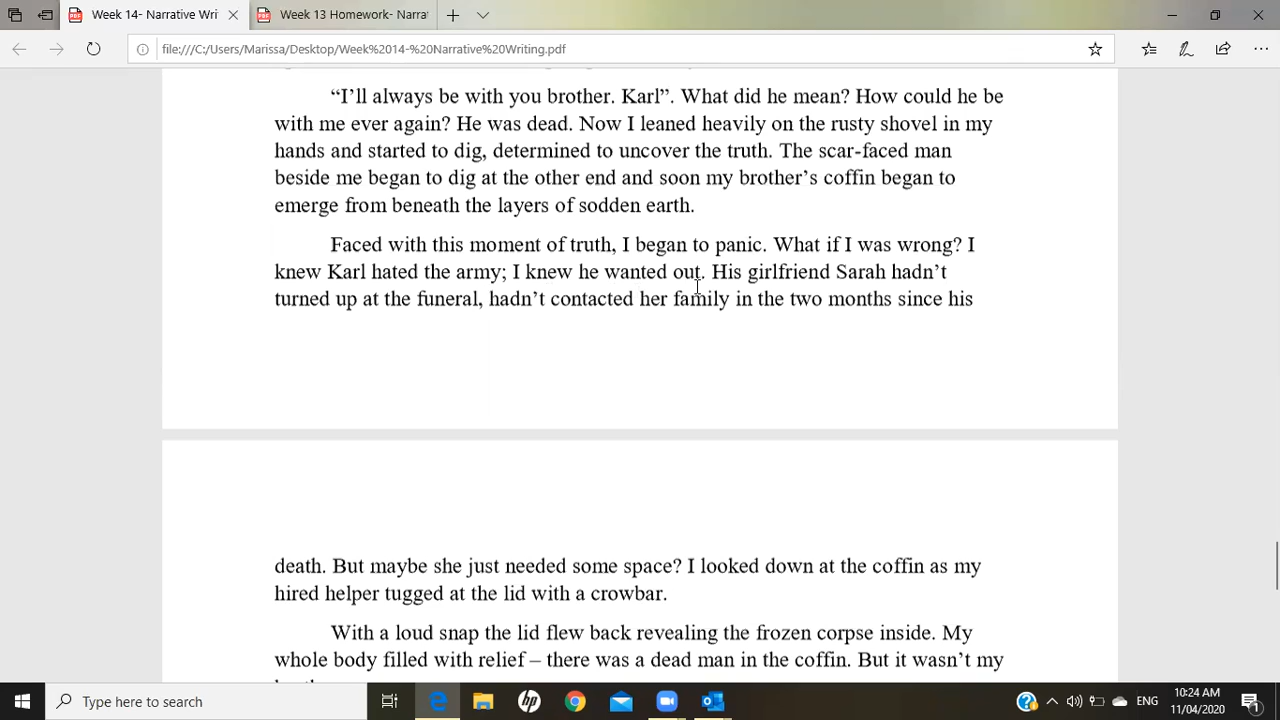 Week 14- Narrative Wri
Week 13 Homework- Narra
file:///C:/Users/Marissa/Desktop/Week%2014-%20Narrative%20Writing.pdf
“I’ll always be with you brother. Karl”. What did he mean? How could he be
with me ever again? He was dead. Now I leaned heavily on the rusty shovel in my
hands and started to dig, determined to uncover the truth. The scar-faced man
beside me began to dig at the other end and soon my brother’s coffin began to
emerge from beneath the layers of sodden earth.
Faced with this moment of truth, I began to panic. What if I was wrong? I
knew Karl hated the army; I knew he wanted out. His girlfriend Sarah hadn’t
turned up at the funeral, hadn’t contacted her family in the two months since his
death. But maybe she just needed some space? I looked down at the coffin as my
hired helper tugged at the lid with a crowbar.
With a loud snap the lid flew back revealing the frozen corpse inside. My
whole body filled with relief – there was a dead man in the coffin. But it wasn’t my
Type here to search
hp
ENG
10:24 AM
11/04/2020
1